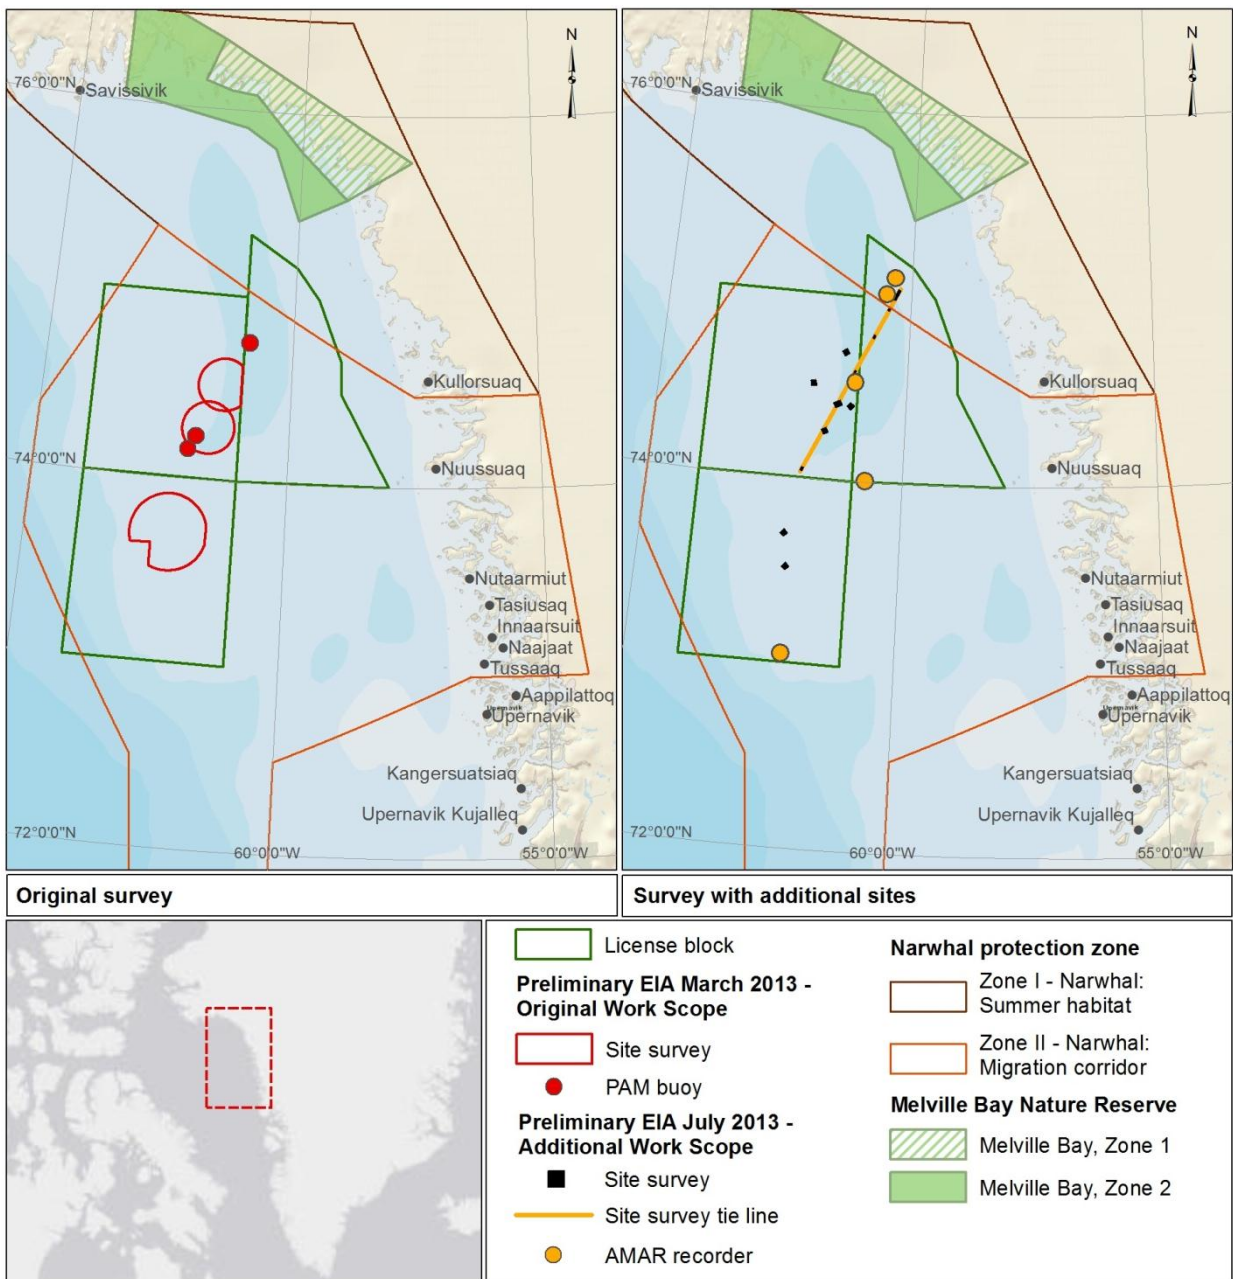 N
76°0'0"N
Savissivik
Kullorsuaq
74°0'0"N
Nuussuaq
Nutaarmiut
Tasiusaq
Innaarsuit
Naajaat
Tussaaq
Aappilattoq
Upernavik
Upernavik
Kangersuatsiaq
Upernavik Kujalleq
72°0'0"N
60°0'0"W
55°0'0"W
Original survey
N
76°0'0"N
Savissivik
Kullorsuaq
74°0'0"N
Nuussuaq
Nutaarmiut
Tasiusaq
Innaarsuit
Naajaat
Tussaaq
Aappilattoq
Upernavik
Upernavik
Kangersuatsiaq
Upernavik Kujalleq
72°0'0"N
60°0'0"W
55°0'0"W
Survey with additional sites
License block
Preliminary EIA March 2013 -
Original Work Scope
Site survey
PAM buoy
Preliminary EIA July 2013 -
Additional Work Scope
Site survey
Site survey tie line
AMAR recorder
Narwhal protection zone
Zone I - Narwhal:
Summer habitat
Zone II - Narwhal:
Migration corridor
Melville Bay Nature Reserve
Melville Bay, Zone 1
Melville Bay, Zone 2